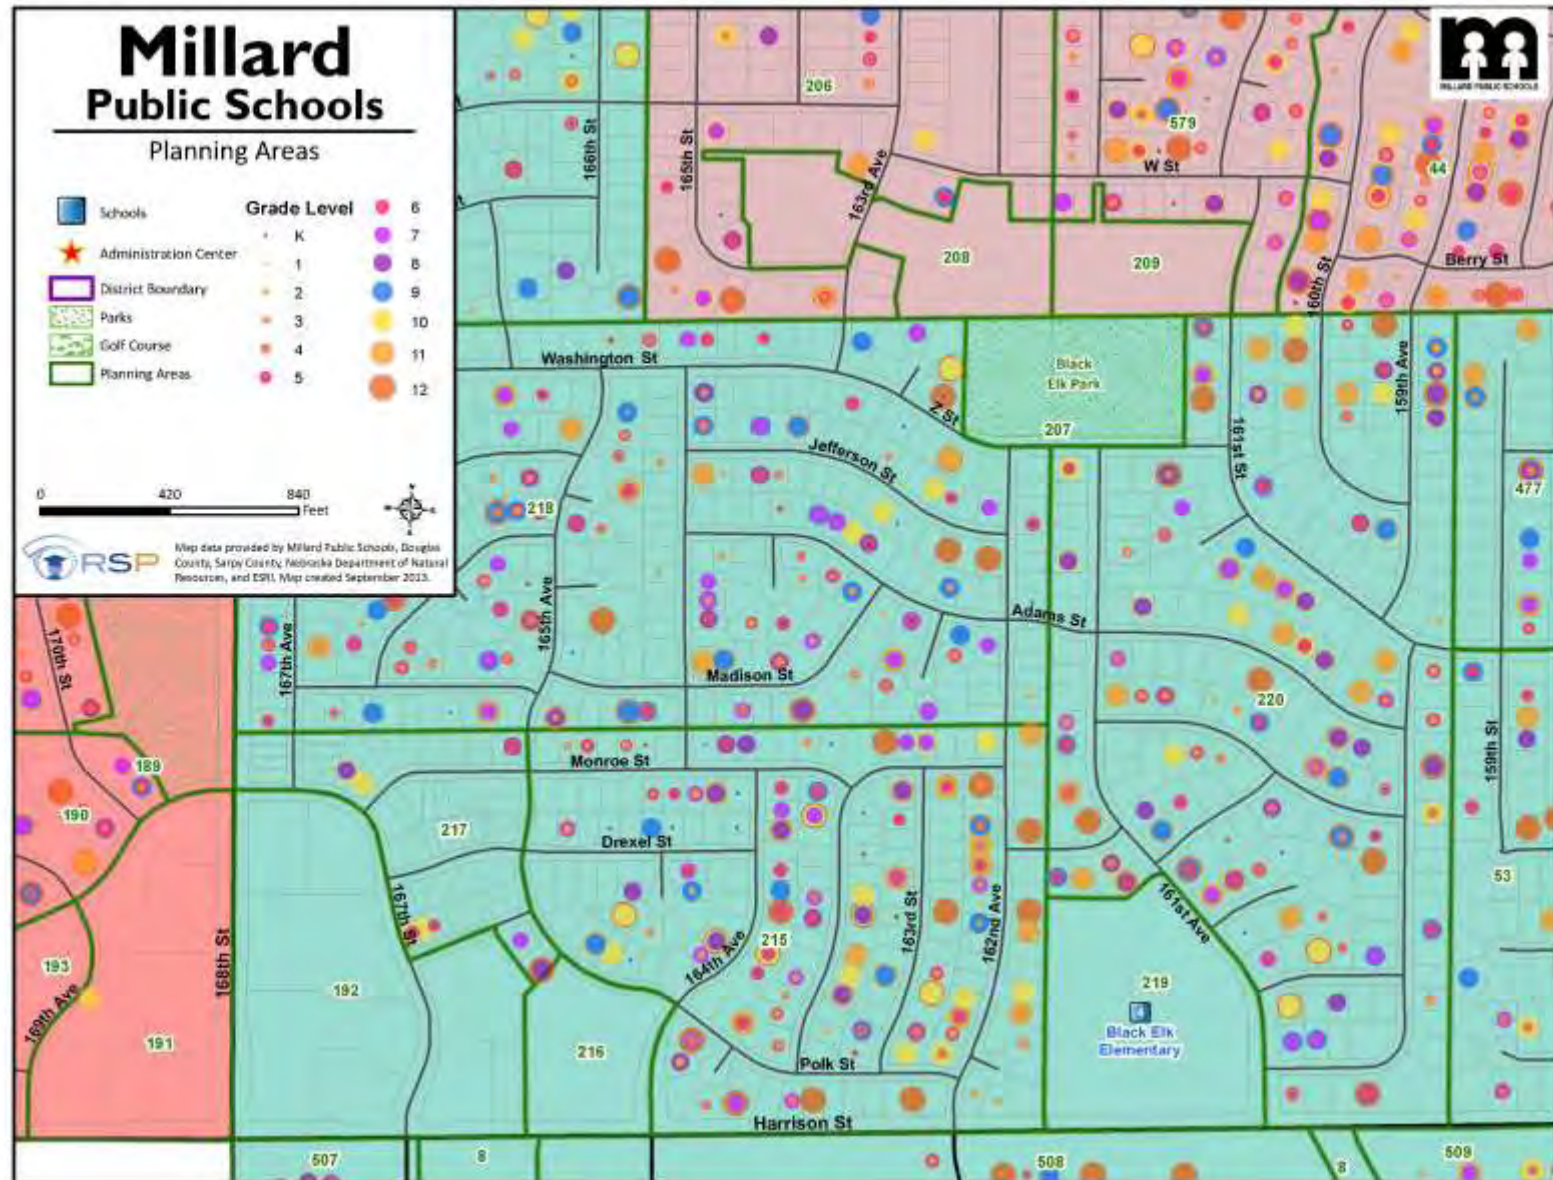 Millard
Public Schools
Planning Areas
Schools
Administration Center
District Boundary
Parks
Golf Course
Planning Areas
Grade Level
K
1
2
3
4
5
6
7
8
9
10
11
12
0 420 840
Feet
RSP
Map data provided by Millard Public Schools, Douglas
County, Sarpy County, Nebraska Department of Natural
Resources, and ESRI. Map created September 2013.
MILLARD PUBLIC SCHOOLS
206
579
44
166th St
165th St
163rd Ave
W St
208
209
160th St
Berry St
Washington St
Black
Elk Park
Z St
207
161st St
159th Ave
Jefferson St
218
477
165th Ave
Adams St
170th St
167th Ave
Madison St
220
159th St
189
Monroe St
190
217
Drexel St
53
167th St
161st Ave
163rd St
162nd Ave
164th Ave
215
193
168th St
192
219
169th Ave
191
216
Black Elk
Elementary
Polk St
Harrison St
507
8
508
8
509